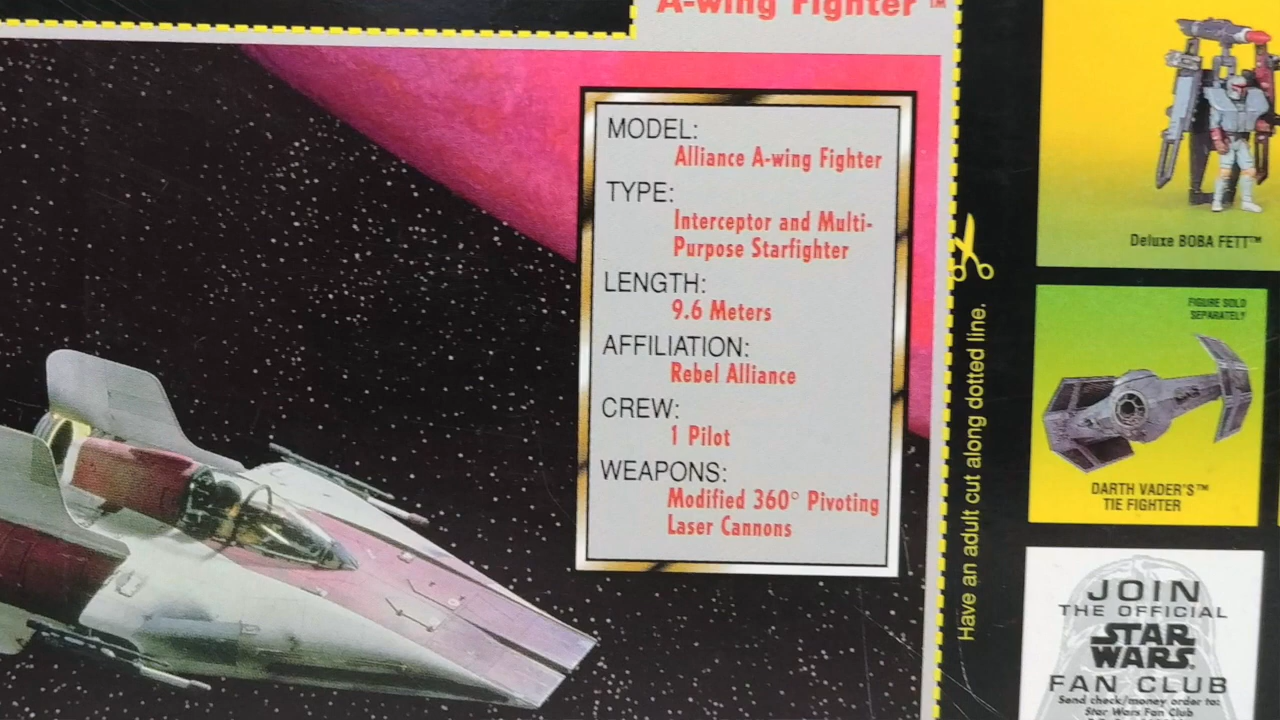 A-wing Fighter™
MODEL:
Alliance A-wing Fighter
TYPE:
Interceptor and Multi-
Purpose Starfighter
LENGTH:
9.6 Meters
AFFILIATION:
Rebel Alliance
CREW:
1 Pilot
WEAPONS:
Modified 360° Pivoting
Laser Cannons
Have an adult cut along dotted line.
Deluxe BOBA FETT™
FIGURE SOLD
SEPARATELY
DARTH VADER'S™
TIE FIGHTER
JOIN
THE OFFICIAL
STAR
WARS
FAN CLUB
Send check/money order to:
Star Wars Fan Club